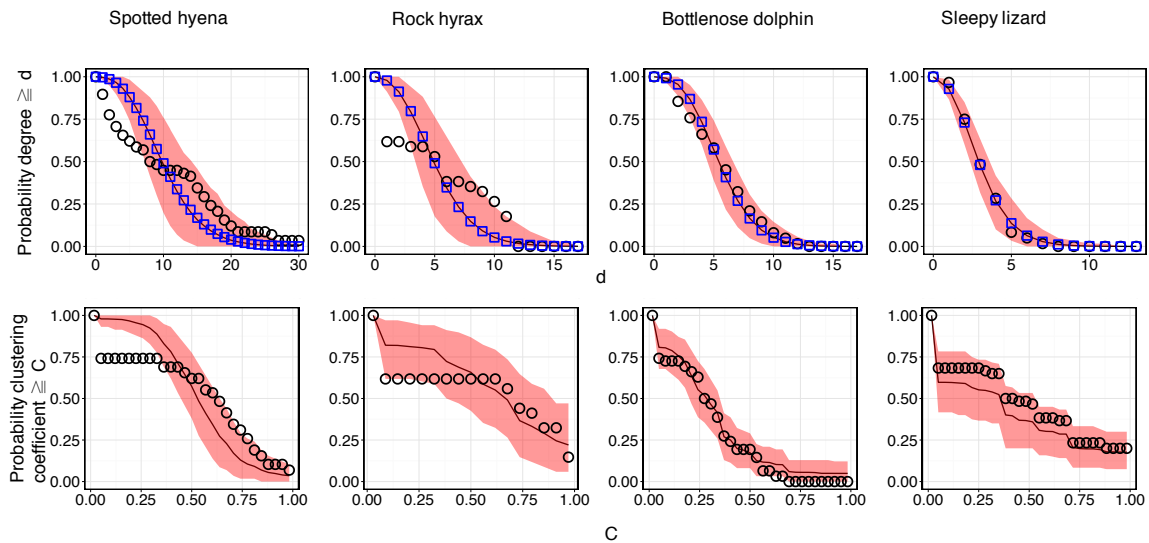 Spotted hyena
Rock hyrax
Bottlenose dolphin
Sleepy lizard
Probability degree ≧ d
1.00
0.75
0.50
0.25
0.00
0 10 20 30
1.00
0.75
0.50
0.25
0.00
0 5 10 15
1.00
0.75
0.50
0.25
0.00
0 5 10 15
1.00
0.75
0.50
0.25
0.00
0 5 10
d
Probability clustering
coefficient ≧ C
1.00
0.75
0.50
0.25
0.00
0.00 0.25 0.50 0.75 1.00
1.00
0.75
0.50
0.25
0.00
0.00 0.25 0.50 0.75 1.00
1.00
0.75
0.50
0.25
0.00
0.00 0.25 0.50 0.75 1.00
1.00
0.75
0.50
0.25
0.00
0.00 0.25 0.50 0.75 1.00
C